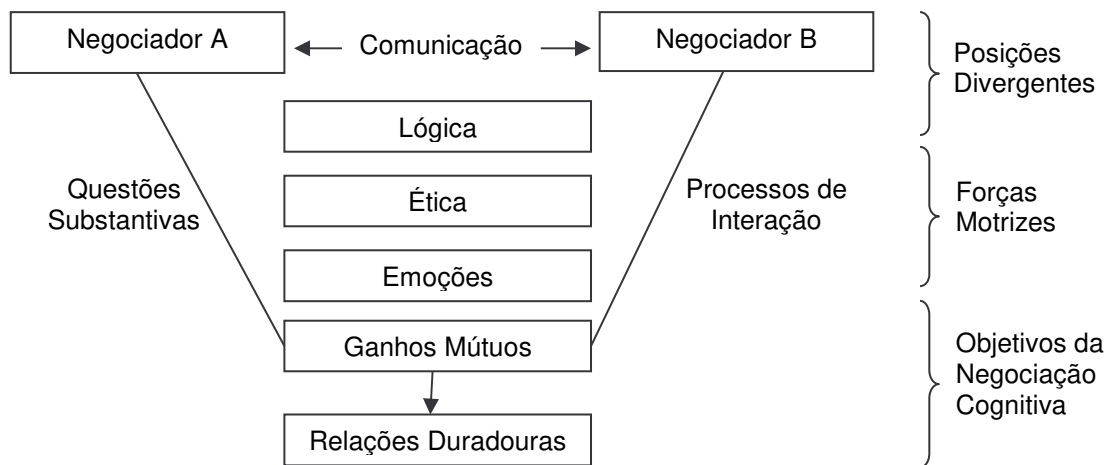 Negociador A
Comunicação
Negociador B
Posições
Divergentes
Lógica
Questões
Substantivas
Ética
Processos de
Interação
Forças
Motrizes
Emoções
Ganhos Mútuos
Objetivos da
Negociação
Cognitiva
Relações Duradouras